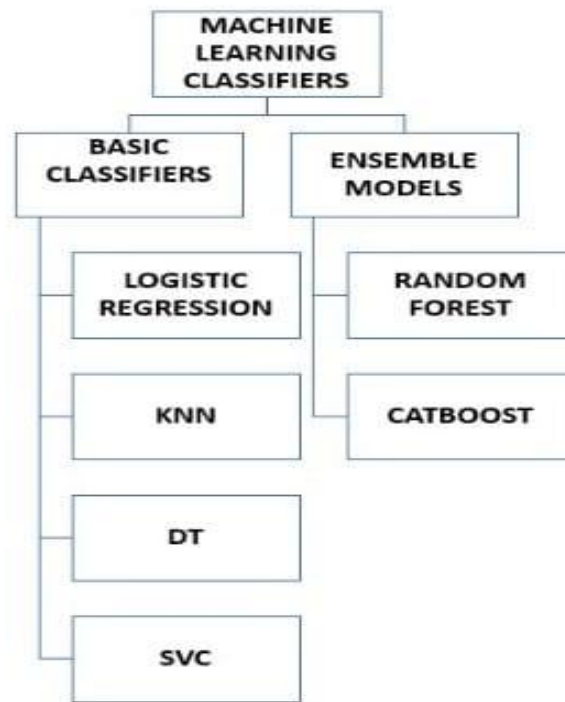 MACHINE
LEARNING
CLASSIFIERS
BASIC
CLASSIFIERS
ENSEMBLE
MODELS
LOGISTIC
REGRESSION
RANDOM
FOREST
KNN
CATBOOST
DT
SVC